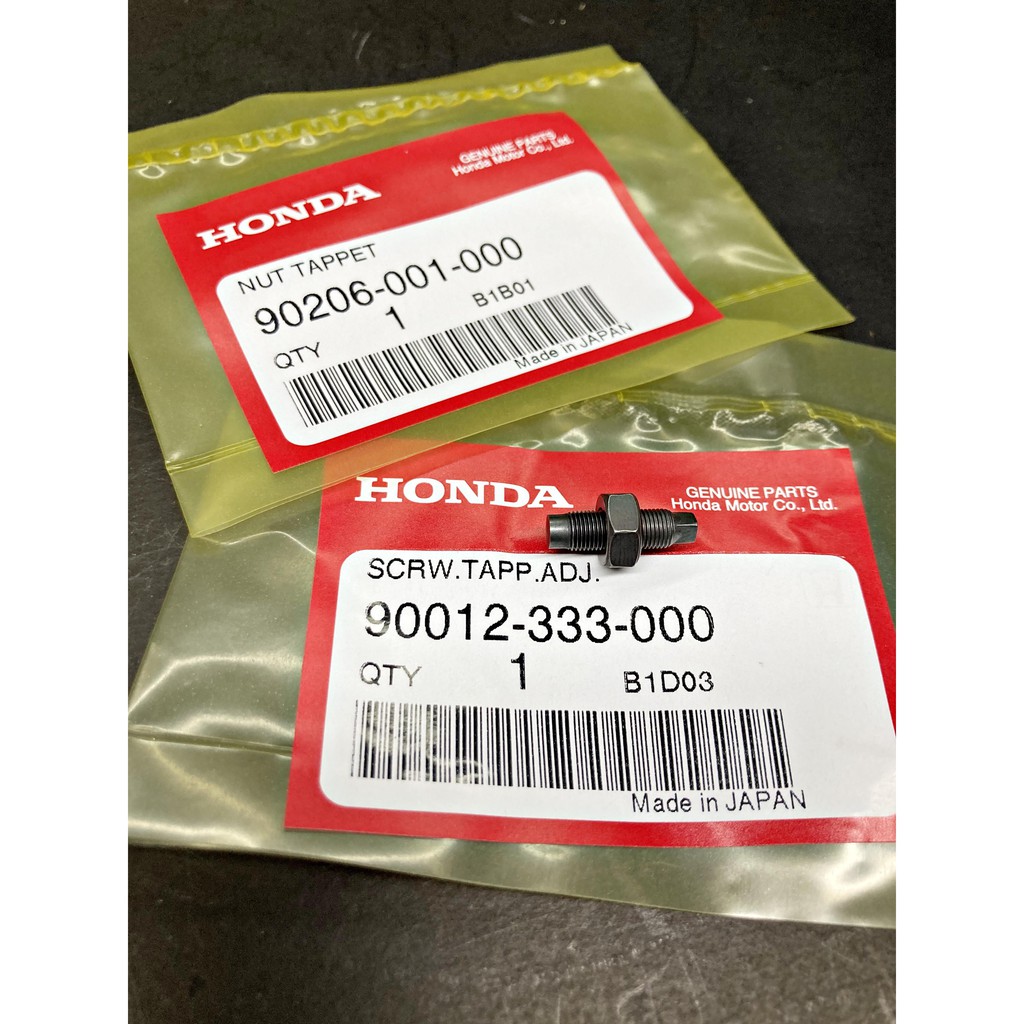 GENUINE PARTS
Honda Motor Co., Ltd.
HONDA
NUT TAPPET
90206-001-000
QTY 1 B1B01
Made in JAPAN
HONDA
GENUINE PARTS
Honda Motor Co., Ltd.
SCRW.TAPP.ADJ.
90012-333-000
QTY 1 B1D03
Made in JAPAN